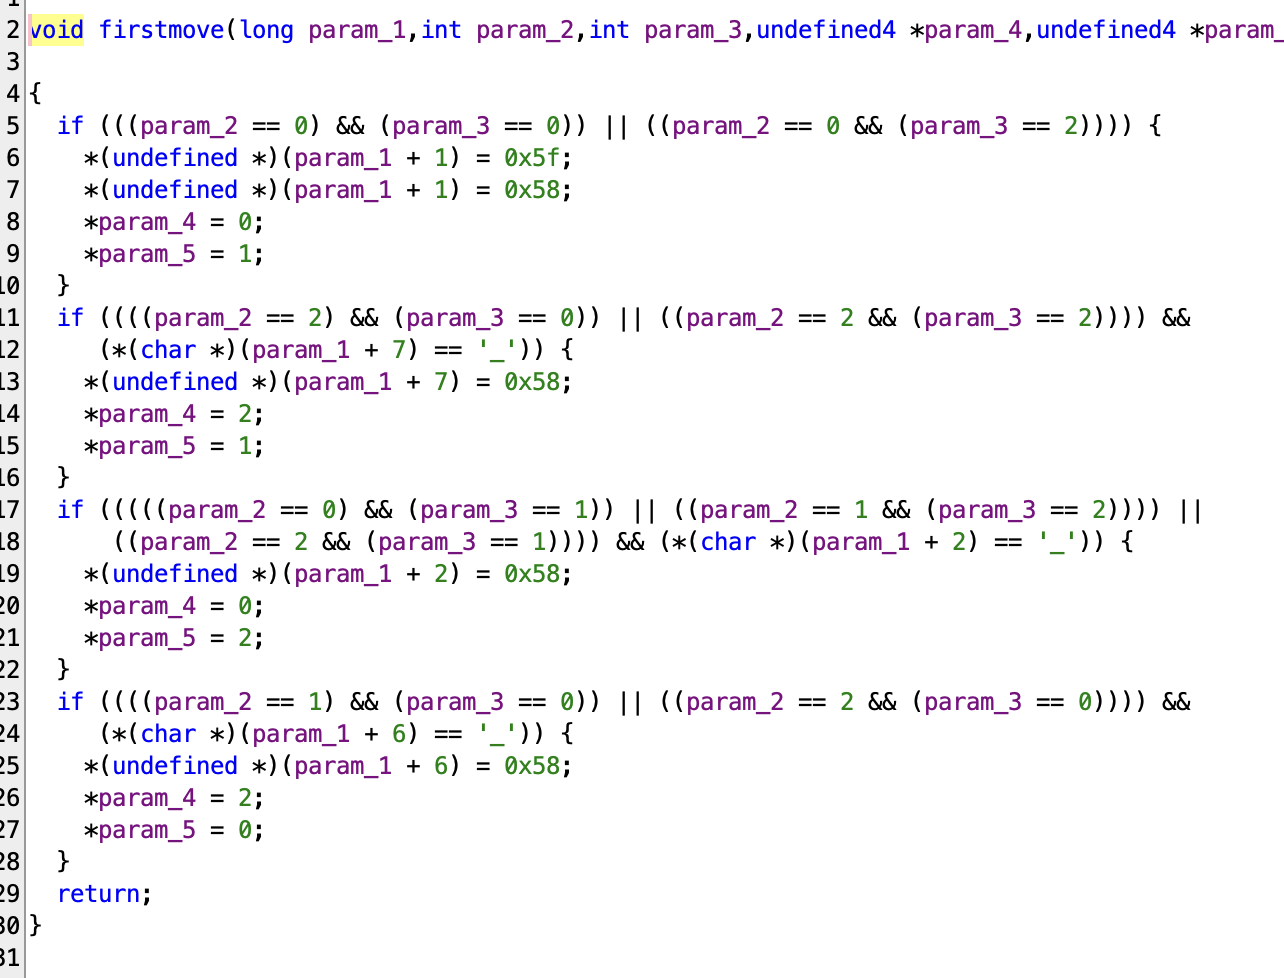 1
2 void firstmove(long param_1,int param_2,int param_3,undefined4 *param_4,undefined4 *param_
3
4 {
5   if (((param_2 == 0) && (param_3 == 0)) || ((param_2 == 0 && (param_3 == 2)))) {
6     *(undefined *)(param_1 + 1) = 0x5f;
7     *(undefined *)(param_1 + 1) = 0x58;
8     *param_4 = 0;
9     *param_5 = 1;
10   }
11   if ((((param_2 == 2) && (param_3 == 0)) || ((param_2 == 2 && (param_3 == 2)))) &&
12      (*(char *)(param_1 + 7) == '_')) {
13     *(undefined *)(param_1 + 7) = 0x58;
14     *param_4 = 2;
15     *param_5 = 1;
16   }
17   if (((((param_2 == 0) && (param_3 == 1)) || ((param_2 == 1 && (param_3 == 2)))) ||
18       ((param_2 == 2 && (param_3 == 1)))) && (*(char *)(param_1 + 2) == '_')) {
19     *(undefined *)(param_1 + 2) = 0x58;
20     *param_4 = 0;
21     *param_5 = 2;
22   }
23   if ((((param_2 == 1) && (param_3 == 0)) || ((param_2 == 2 && (param_3 == 0)))) &&
24      (*(char *)(param_1 + 6) == '_')) {
25     *(undefined *)(param_1 + 6) = 0x58;
26     *param_4 = 2;
27     *param_5 = 0;
28   }
29   return;
30 }
31